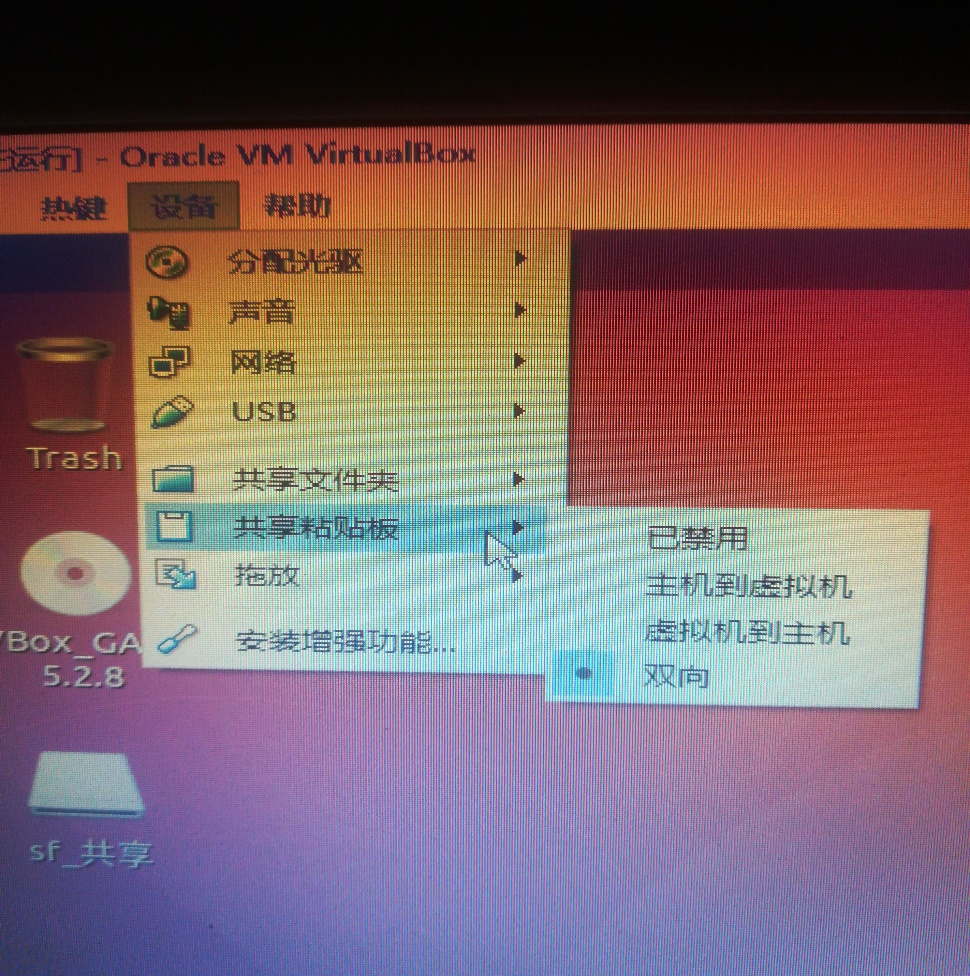 运行] - Oracle VM VirtualBox
热键 设备 帮助
分配光驱
声音
网络
USB
共享文件夹
共享粘贴板
拖放
安装增强功能...
已禁用
主机到虚拟机
虚拟机到主机
双向
Trash
VBox_GA
5.2.8
sf_共享